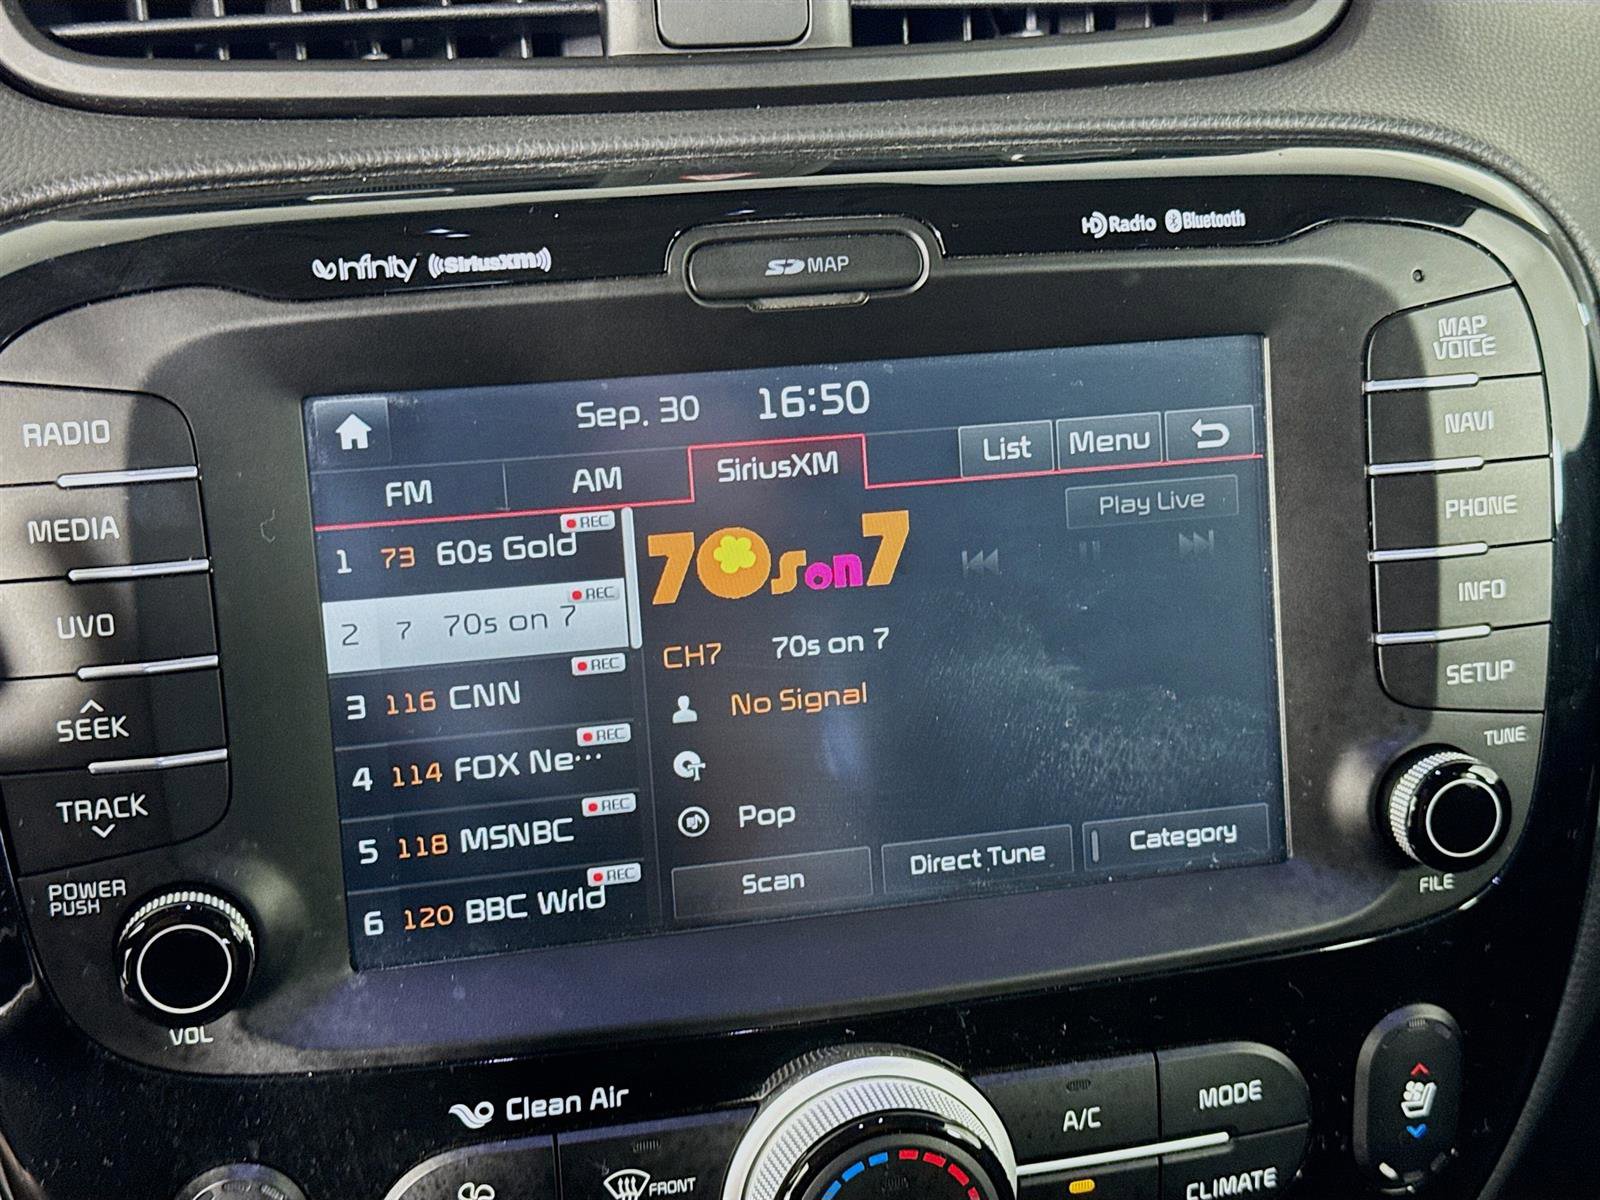 Infinity ((SiriusXM))
SD MAP
HD Radio Bluetooth
RADIO
MEDIA
UVO
SEEK
TRACK
POWER
PUSH
VOL
Sep. 30 16:50
FM AM SiriusXM List Menu
Play Live
1 73 60s Gold REC
2 7 70s on 7 REC
3 116 CNN REC
4 114 FOX Ne... REC
5 118 MSNBC REC
6 120 BBC Wrld REC
70s on 7
CH7 70s on 7
No Signal
Pop
Scan Direct Tune Category
MAP
VOICE
NAVI
PHONE
INFO
SETUP
TUNE
FILE
Clean Air
FRONT
A/C
MODE
CLIMATE